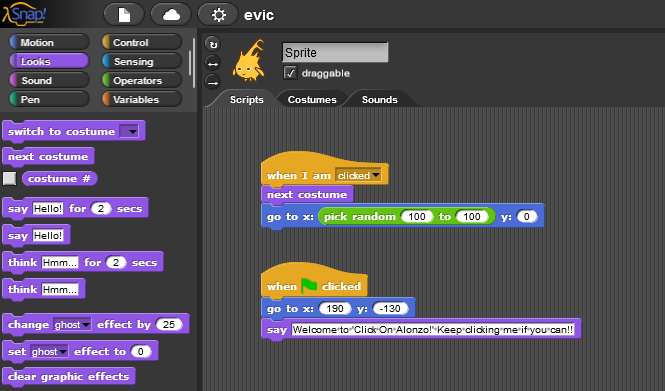 Snap! evic
Sprite
draggable
Motion Control
Looks Sensing
Sound Operators
Pen Variables
Scripts Costumes Sounds
switch to costume
next costume
costume #
say Hello! for 2 secs
say Hello!
think Hmm... for 2 secs
think Hmm...
change ghost effect by 25
set ghost effect to 0
clear graphic effects
when I am clicked
next costume
go to x: pick random 100 to 100 y: 0
when clicked
go to x: 190 y: -130
say Welcome to "Click On Alonzo!" Keep clicking me if you can!!